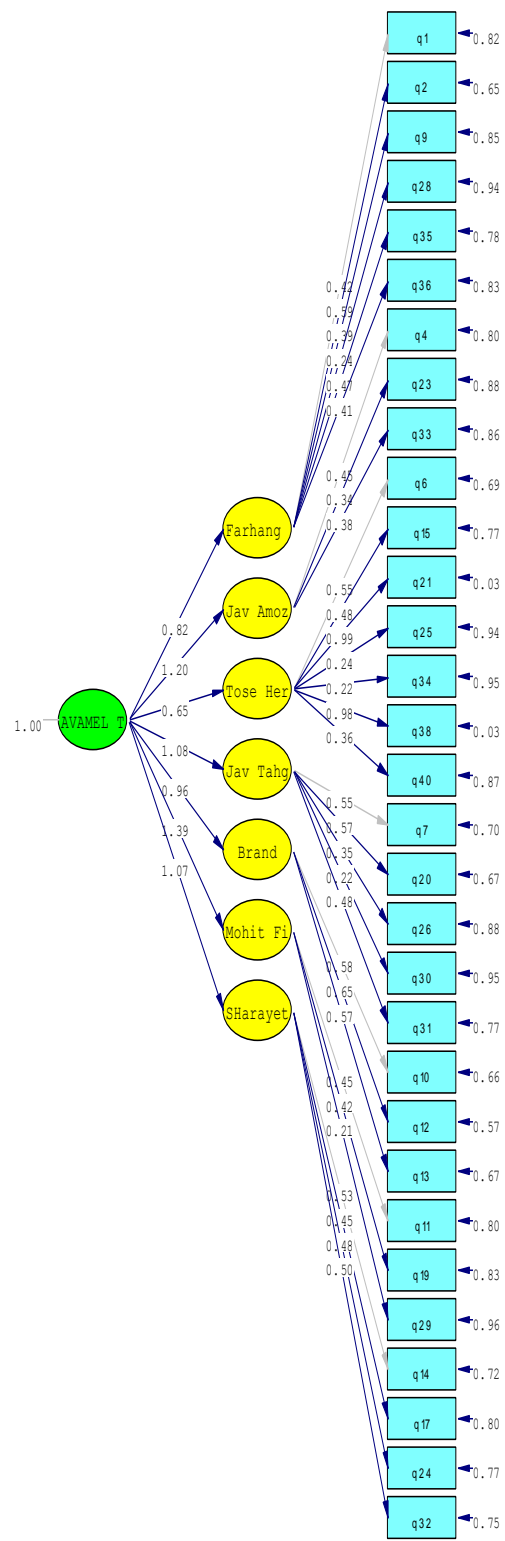 q1
0.82
q2
0.65
q9
0.85
q28
0.94
q35
0.78
q36
0.83
0.42
q4
0.80
0.59
0.39
0.24
q23
0.88
0.47
0.41
q33
0.86
q6
0.69
0.45
0.34
0.38
Farhang
q15
0.77
q21
0.03
0.55
Jav Amoz
0.48
q25
0.94
0.82
0.99
0.24
1.20
q34
0.95
Tose Her
0.22
0.65
0.98
q38
0.03
1.00
AVAMEL T
0.36
1.08
Jav Tahg
q40
0.87
0.96
0.55
q7
0.70
1.39
0.57
Brand
0.35
1.07
0.22
q20
0.67
0.48
q26
0.88
Mohit Fi
0.58
q30
0.95
0.65
SHarayet
0.57
q31
0.77
q10
0.66
0.45
0.42
q12
0.57
0.21
q13
0.67
0.53
q11
0.80
0.45
0.48
0.50
q19
0.83
q29
0.96
q14
0.72
q17
0.80
q24
0.77
q32
0.75